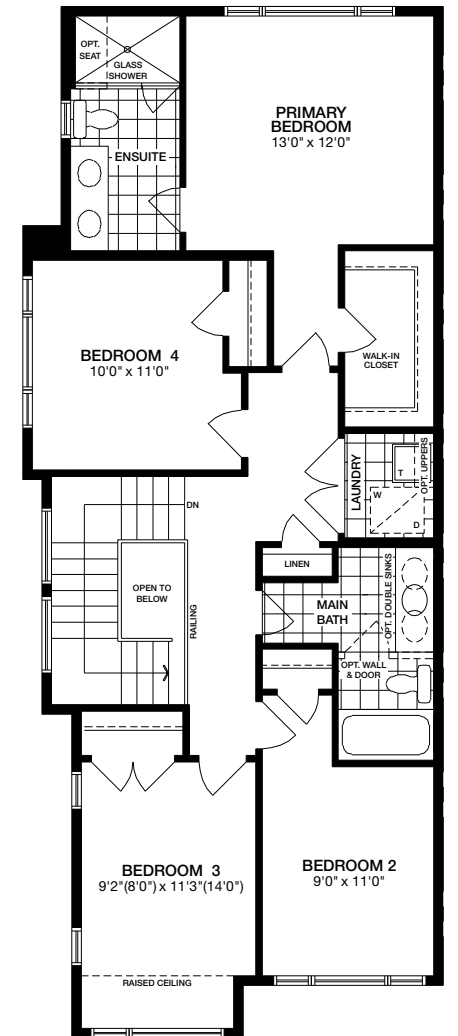 OPT.
SEAT
GLASS
SHOWER
PRIMARY
BEDROOM
13'0" x 12'0"
ENSUITE
BEDROOM 4
10'0" x 11'0"
WALK-IN
CLOSET
LAUNDRY
T
OPT. UPPERS
W
D
DN
LINEN
OPEN TO
BELOW
RAILING
MAIN
BATH
OPT. DOUBLE SINKS
OPT. WALL
& DOOR
BEDROOM 3
9'2"(8'0") x 11'3"(14'0")
BEDROOM 2
9'0" x 11'0"
RAISED CEILING